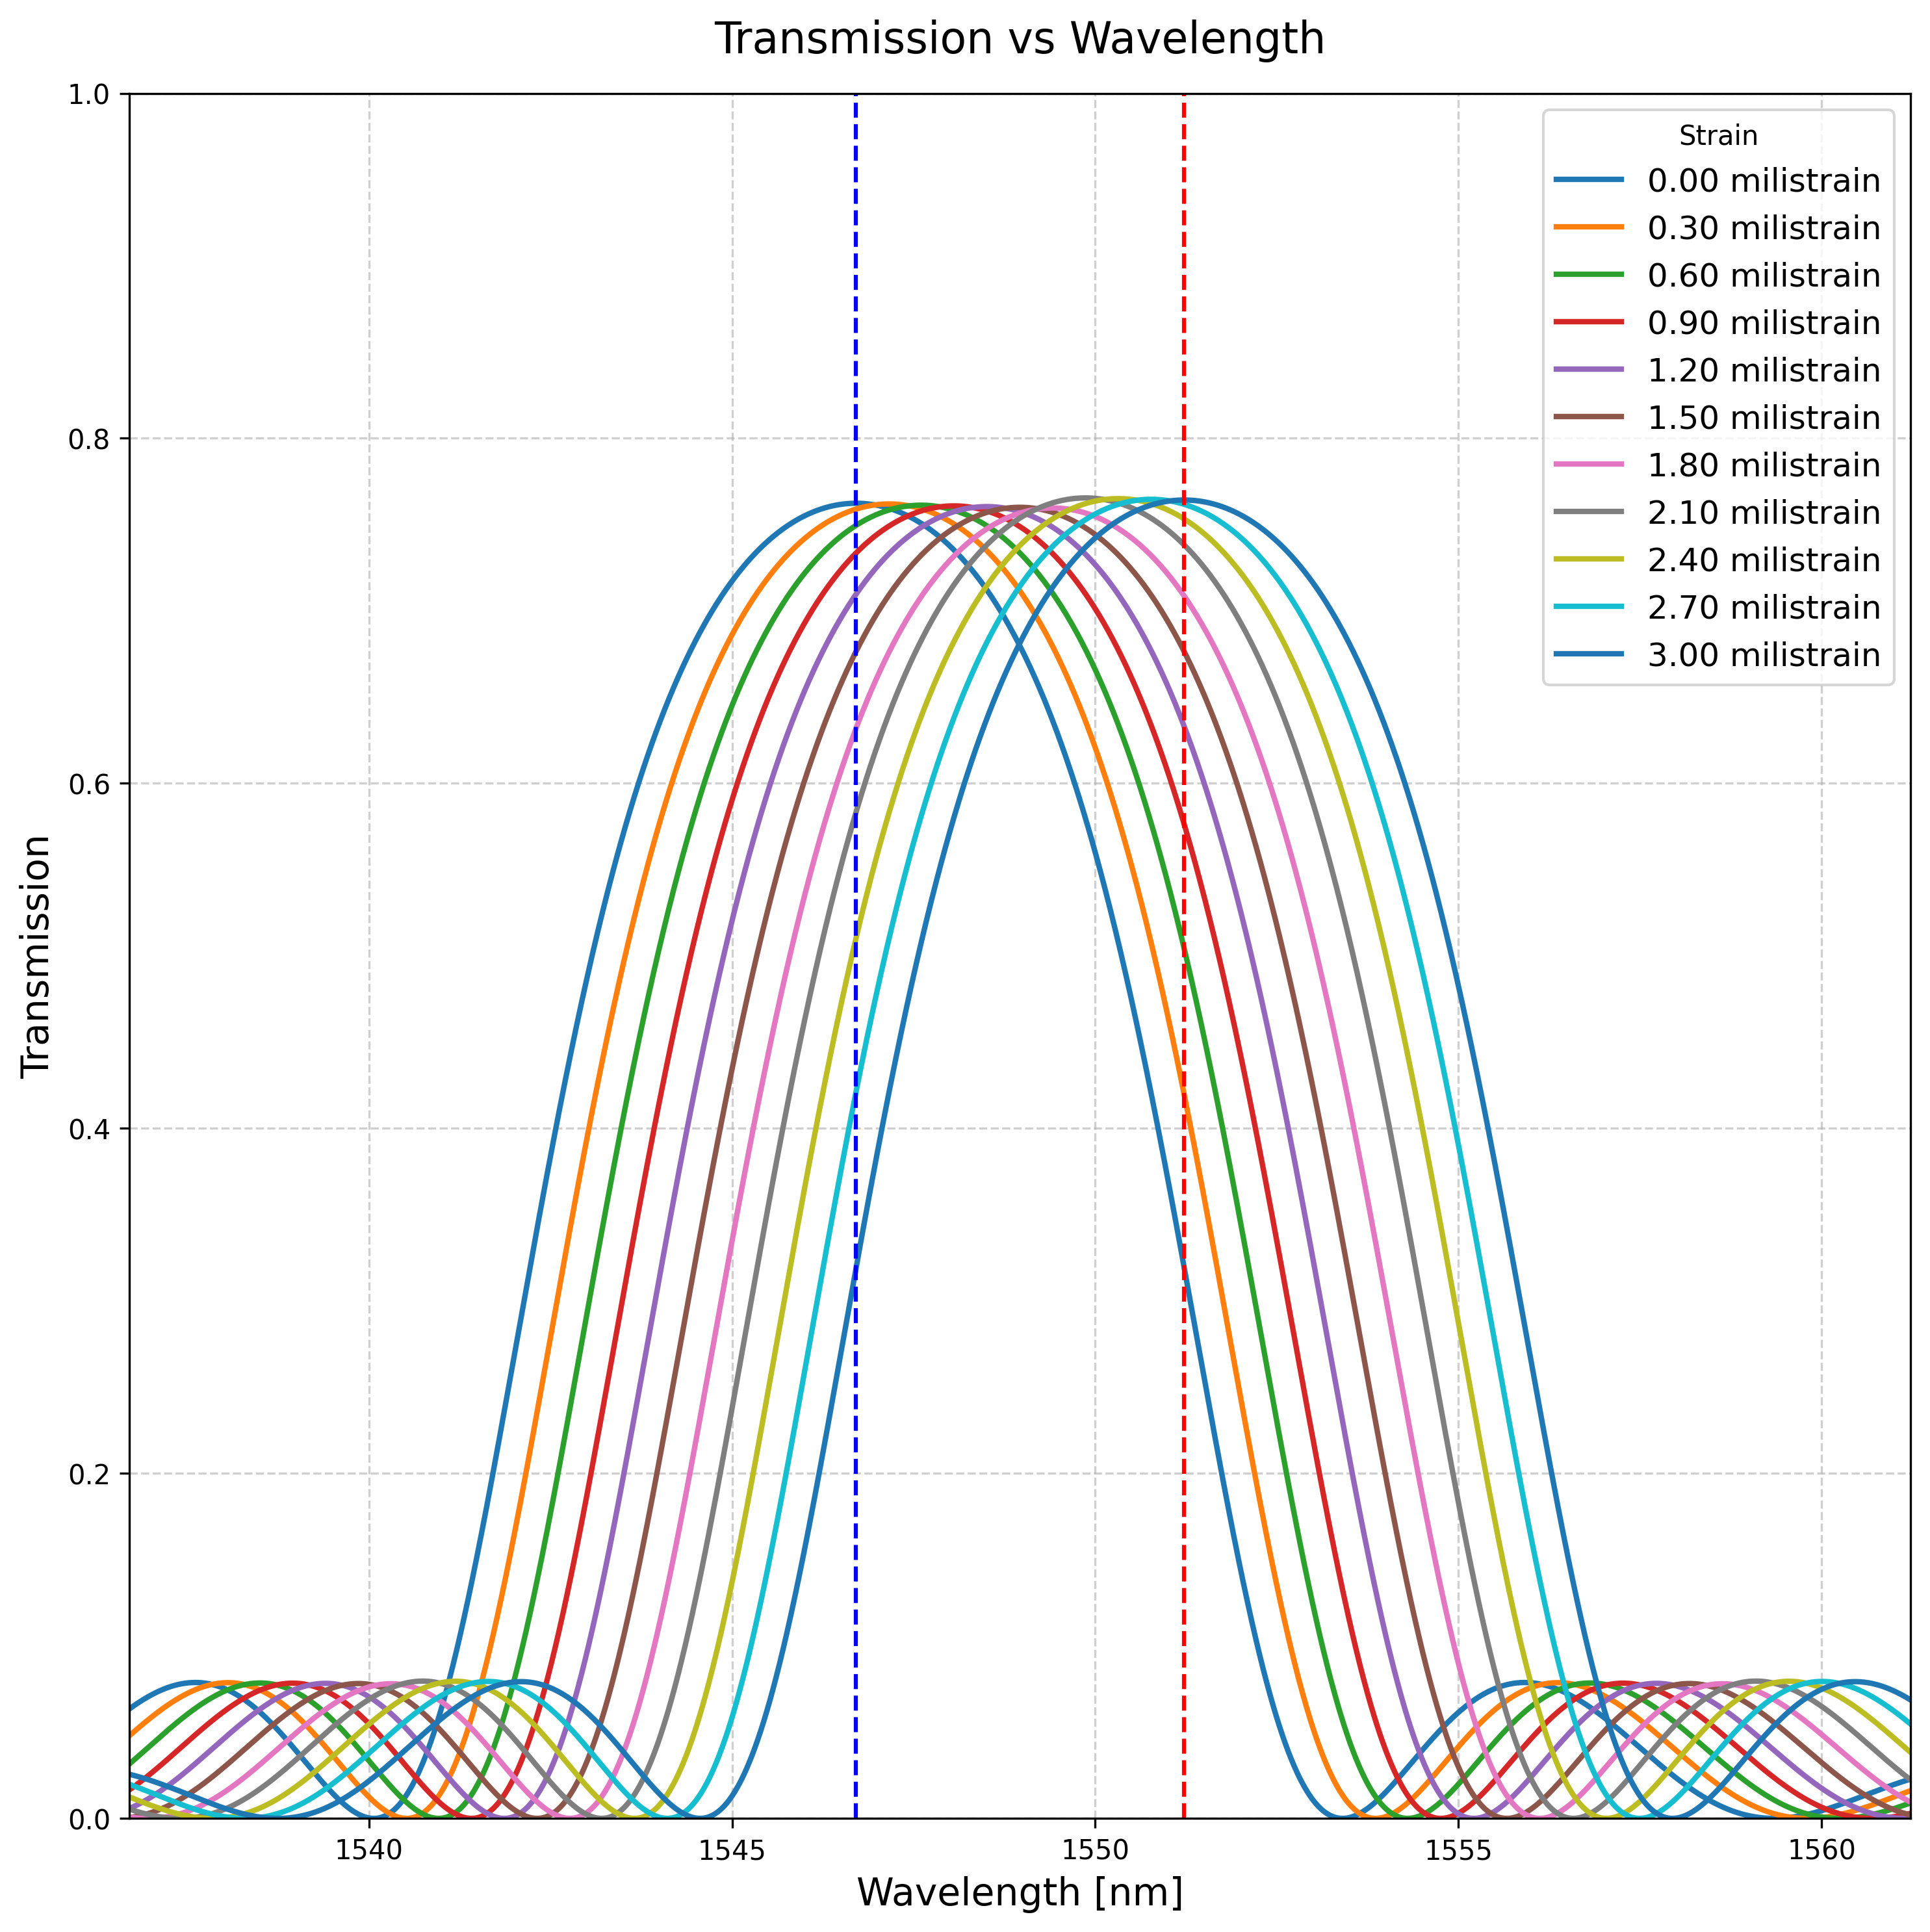 Transmission vs Wavelength
1.0
0.8
0.6
0.4
0.2
0.0
Transmission
1540
1545
1550
1555
1560
Wavelength [nm]
Strain
0.00 milistrain
0.30 milistrain
0.60 milistrain
0.90 milistrain
1.20 milistrain
1.50 milistrain
1.80 milistrain
2.10 milistrain
2.40 milistrain
2.70 milistrain
3.00 milistrain